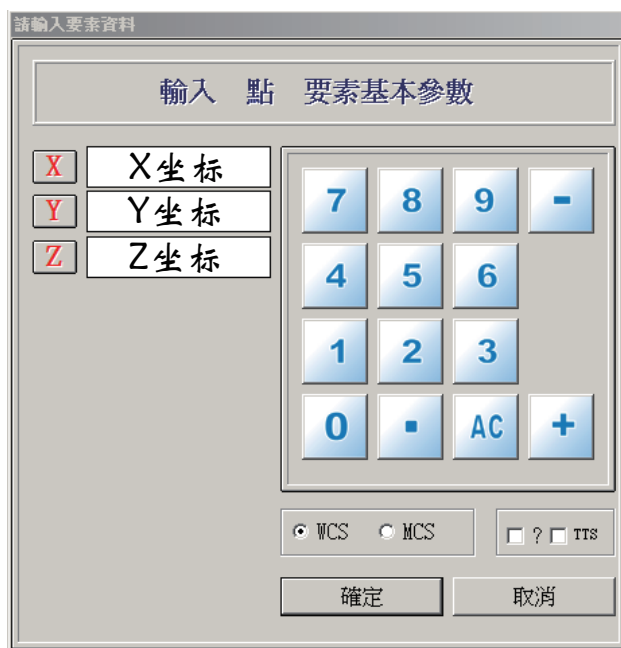 請輸入要素資料
輸入 點 要素基本參數
X X坐标
Y Y坐标
Z Z坐标
7 8 9 -
4 5 6
1 2 3
0 . AC +
WCS MCS ? TTS
確定 取消